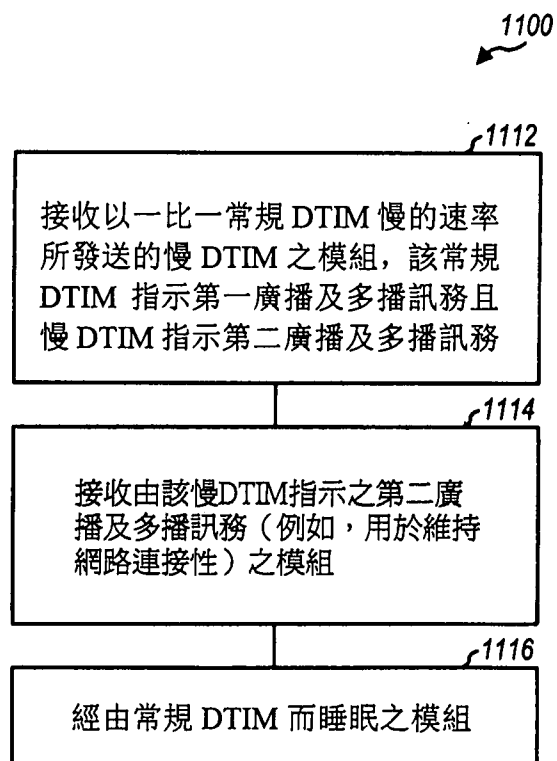 1100
1112
接收以一比一常規 DTIM 慢的速率
所發送的慢 DTIM 之模組，該常規
DTIM 指示第一廣播及多播訊務且
慢 DTIM 指示第二廣播及多播訊務
1114
接收由該慢DTIM指示之第二廣
播及多播訊務（例如，用於維持
網路連接性）之模組
1116
經由常規 DTIM 而睡眠之模組